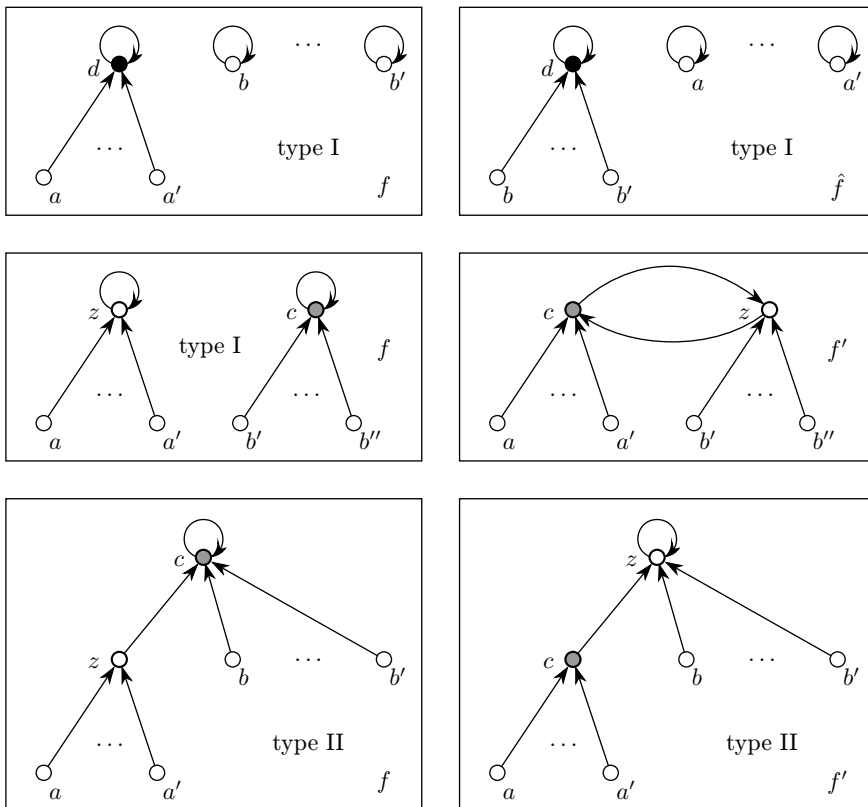 d b ··· b′
··· type I
a a′ f
d a ··· a′
··· type I
b b′ f̂
z c
type I f
··· ···
a a′ b′ b′′
c z
f′
··· ···
a a′ b′ b′′
c
z b ··· b′
··· type II
a a′ f
z
c b ··· b′
··· type II
a a′ f′